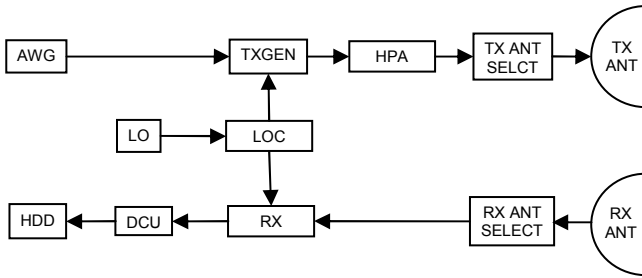 AWG
TXGEN
HPA
TX ANT
SELCT
TX
ANT
LO
LOC
HDD
DCU
RX
RX ANT
SELECT
RX
ANT